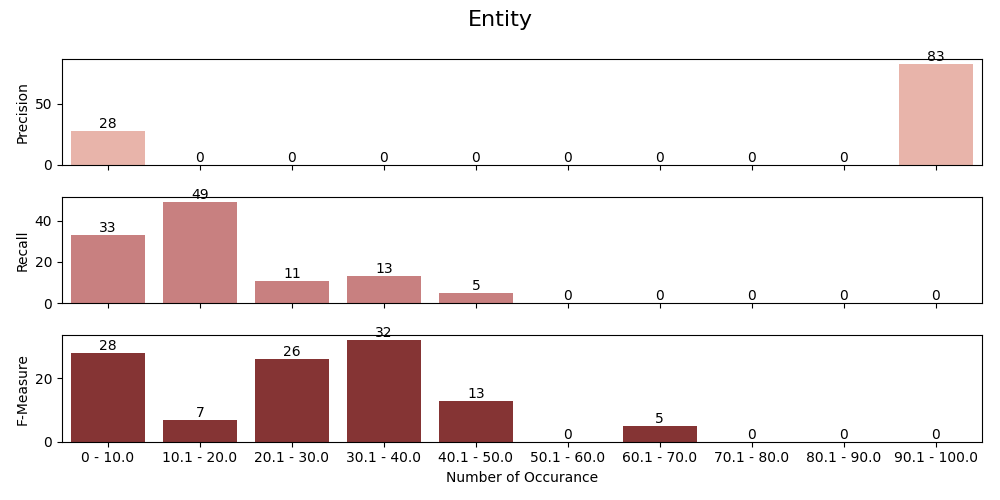 Entity
Precision
50
0
28 0 0 0 0 0 0 0 0 83
Recall
40
20
0
33 49 11 13 5 0 0 0 0 0
F-Measure
20
0
28 7 26 32 13 0 5 0 0 0
0 - 10.0 10.1 - 20.0 20.1 - 30.0 30.1 - 40.0 40.1 - 50.0 50.1 - 60.0 60.1 - 70.0 70.1 - 80.0 80.1 - 90.0 90.1 - 100.0
Number of Occurance